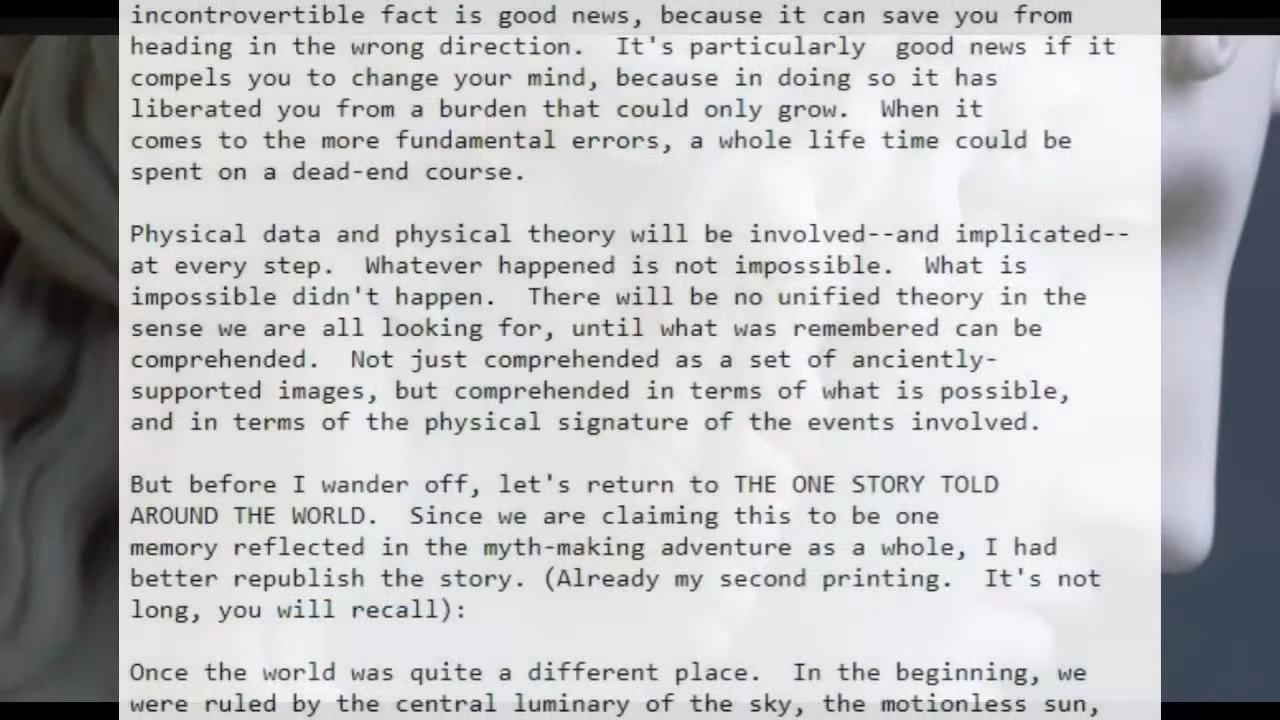 incontrovertible fact is good news, because it can save you from
heading in the wrong direction.  It's particularly  good news if it
compels you to change your mind, because in doing so it has
liberated you from a burden that could only grow.  When it
comes to the more fundamental errors, a whole life time could be
spent on a dead-end course.

Physical data and physical theory will be involved--and implicated--
at every step.  Whatever happened is not impossible.  What is
impossible didn't happen.  There will be no unified theory in the
sense we are all looking for, until what was remembered can be
comprehended.  Not just comprehended as a set of anciently-
supported images, but comprehended in terms of what is possible,
and in terms of the physical signature of the events involved.

But before I wander off, let's return to THE ONE STORY TOLD
AROUND THE WORLD.  Since we are claiming this to be one
memory reflected in the myth-making adventure as a whole, I had
better republish the story. (Already my second printing.  It's not
long, you will recall):

Once the world was quite a different place.  In the beginning, we
were ruled by the central luminary of the sky, the motionless sun,